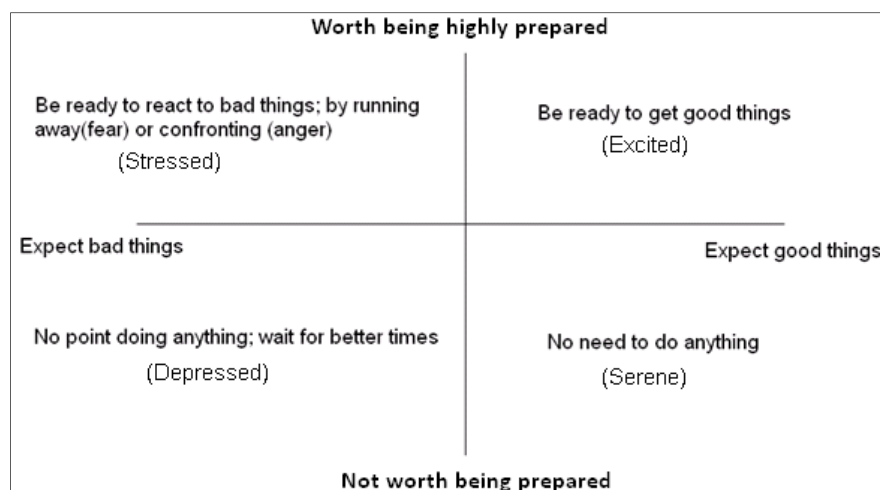 Worth being highly prepared
Be ready to react to bad things; by running
away(fear) or confronting (anger)
(Stressed)
Be ready to get good things
(Excited)
Expect bad things
Expect good things
No point doing anything; wait for better times
(Depressed)
No need to do anything
(Serene)
Not worth being prepared